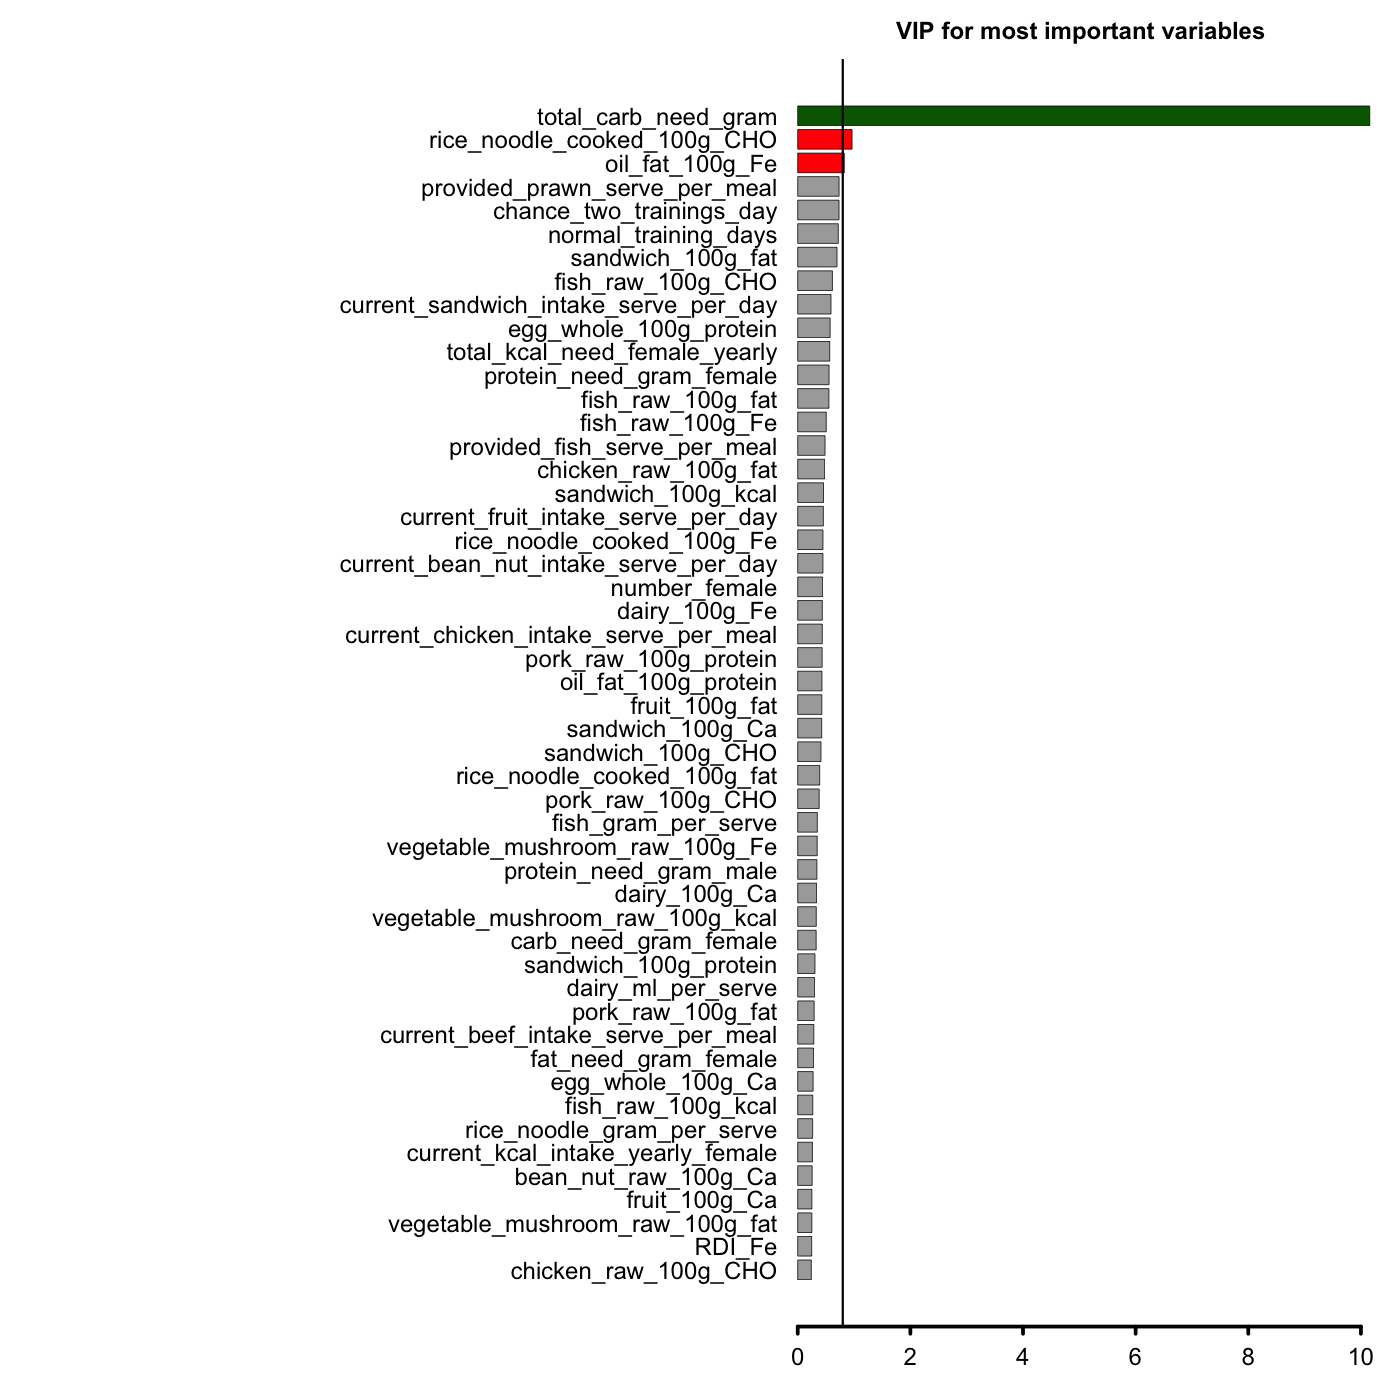 VIP for most important variables
total_carb_need_gram
rice_noodle_cooked_100g_CHO
oil_fat_100g_Fe
provided_prawn_serve_per_meal
chance_two_trainings_day
normal_training_days
sandwich_100g_fat
fish_raw_100g_CHO
current_sandwich_intake_serve_per_day
egg_whole_100g_protein
total_kcal_need_female_yearly
protein_need_gram_female
fish_raw_100g_fat
fish_raw_100g_Fe
provided_fish_serve_per_meal
chicken_raw_100g_fat
sandwich_100g_kcal
current_fruit_intake_serve_per_day
rice_noodle_cooked_100g_Fe
current_bean_nut_intake_serve_per_day
number_female
dairy_100g_Fe
current_chicken_intake_serve_per_meal
pork_raw_100g_protein
oil_fat_100g_protein
fruit_100g_fat
sandwich_100g_Ca
sandwich_100g_CHO
rice_noodle_cooked_100g_fat
pork_raw_100g_CHO
fish_gram_per_serve
vegetable_mushroom_raw_100g_Fe
protein_need_gram_male
dairy_100g_Ca
vegetable_mushroom_raw_100g_kcal
carb_need_gram_female
sandwich_100g_protein
dairy_ml_per_serve
pork_raw_100g_fat
current_beef_intake_serve_per_meal
fat_need_gram_female
egg_whole_100g_Ca
fish_raw_100g_kcal
rice_noodle_gram_per_serve
current_kcal_intake_yearly_female
bean_nut_raw_100g_Ca
fruit_100g_Ca
vegetable_mushroom_raw_100g_fat
RDI_Fe
chicken_raw_100g_CHO
0 2 4 6 8 10